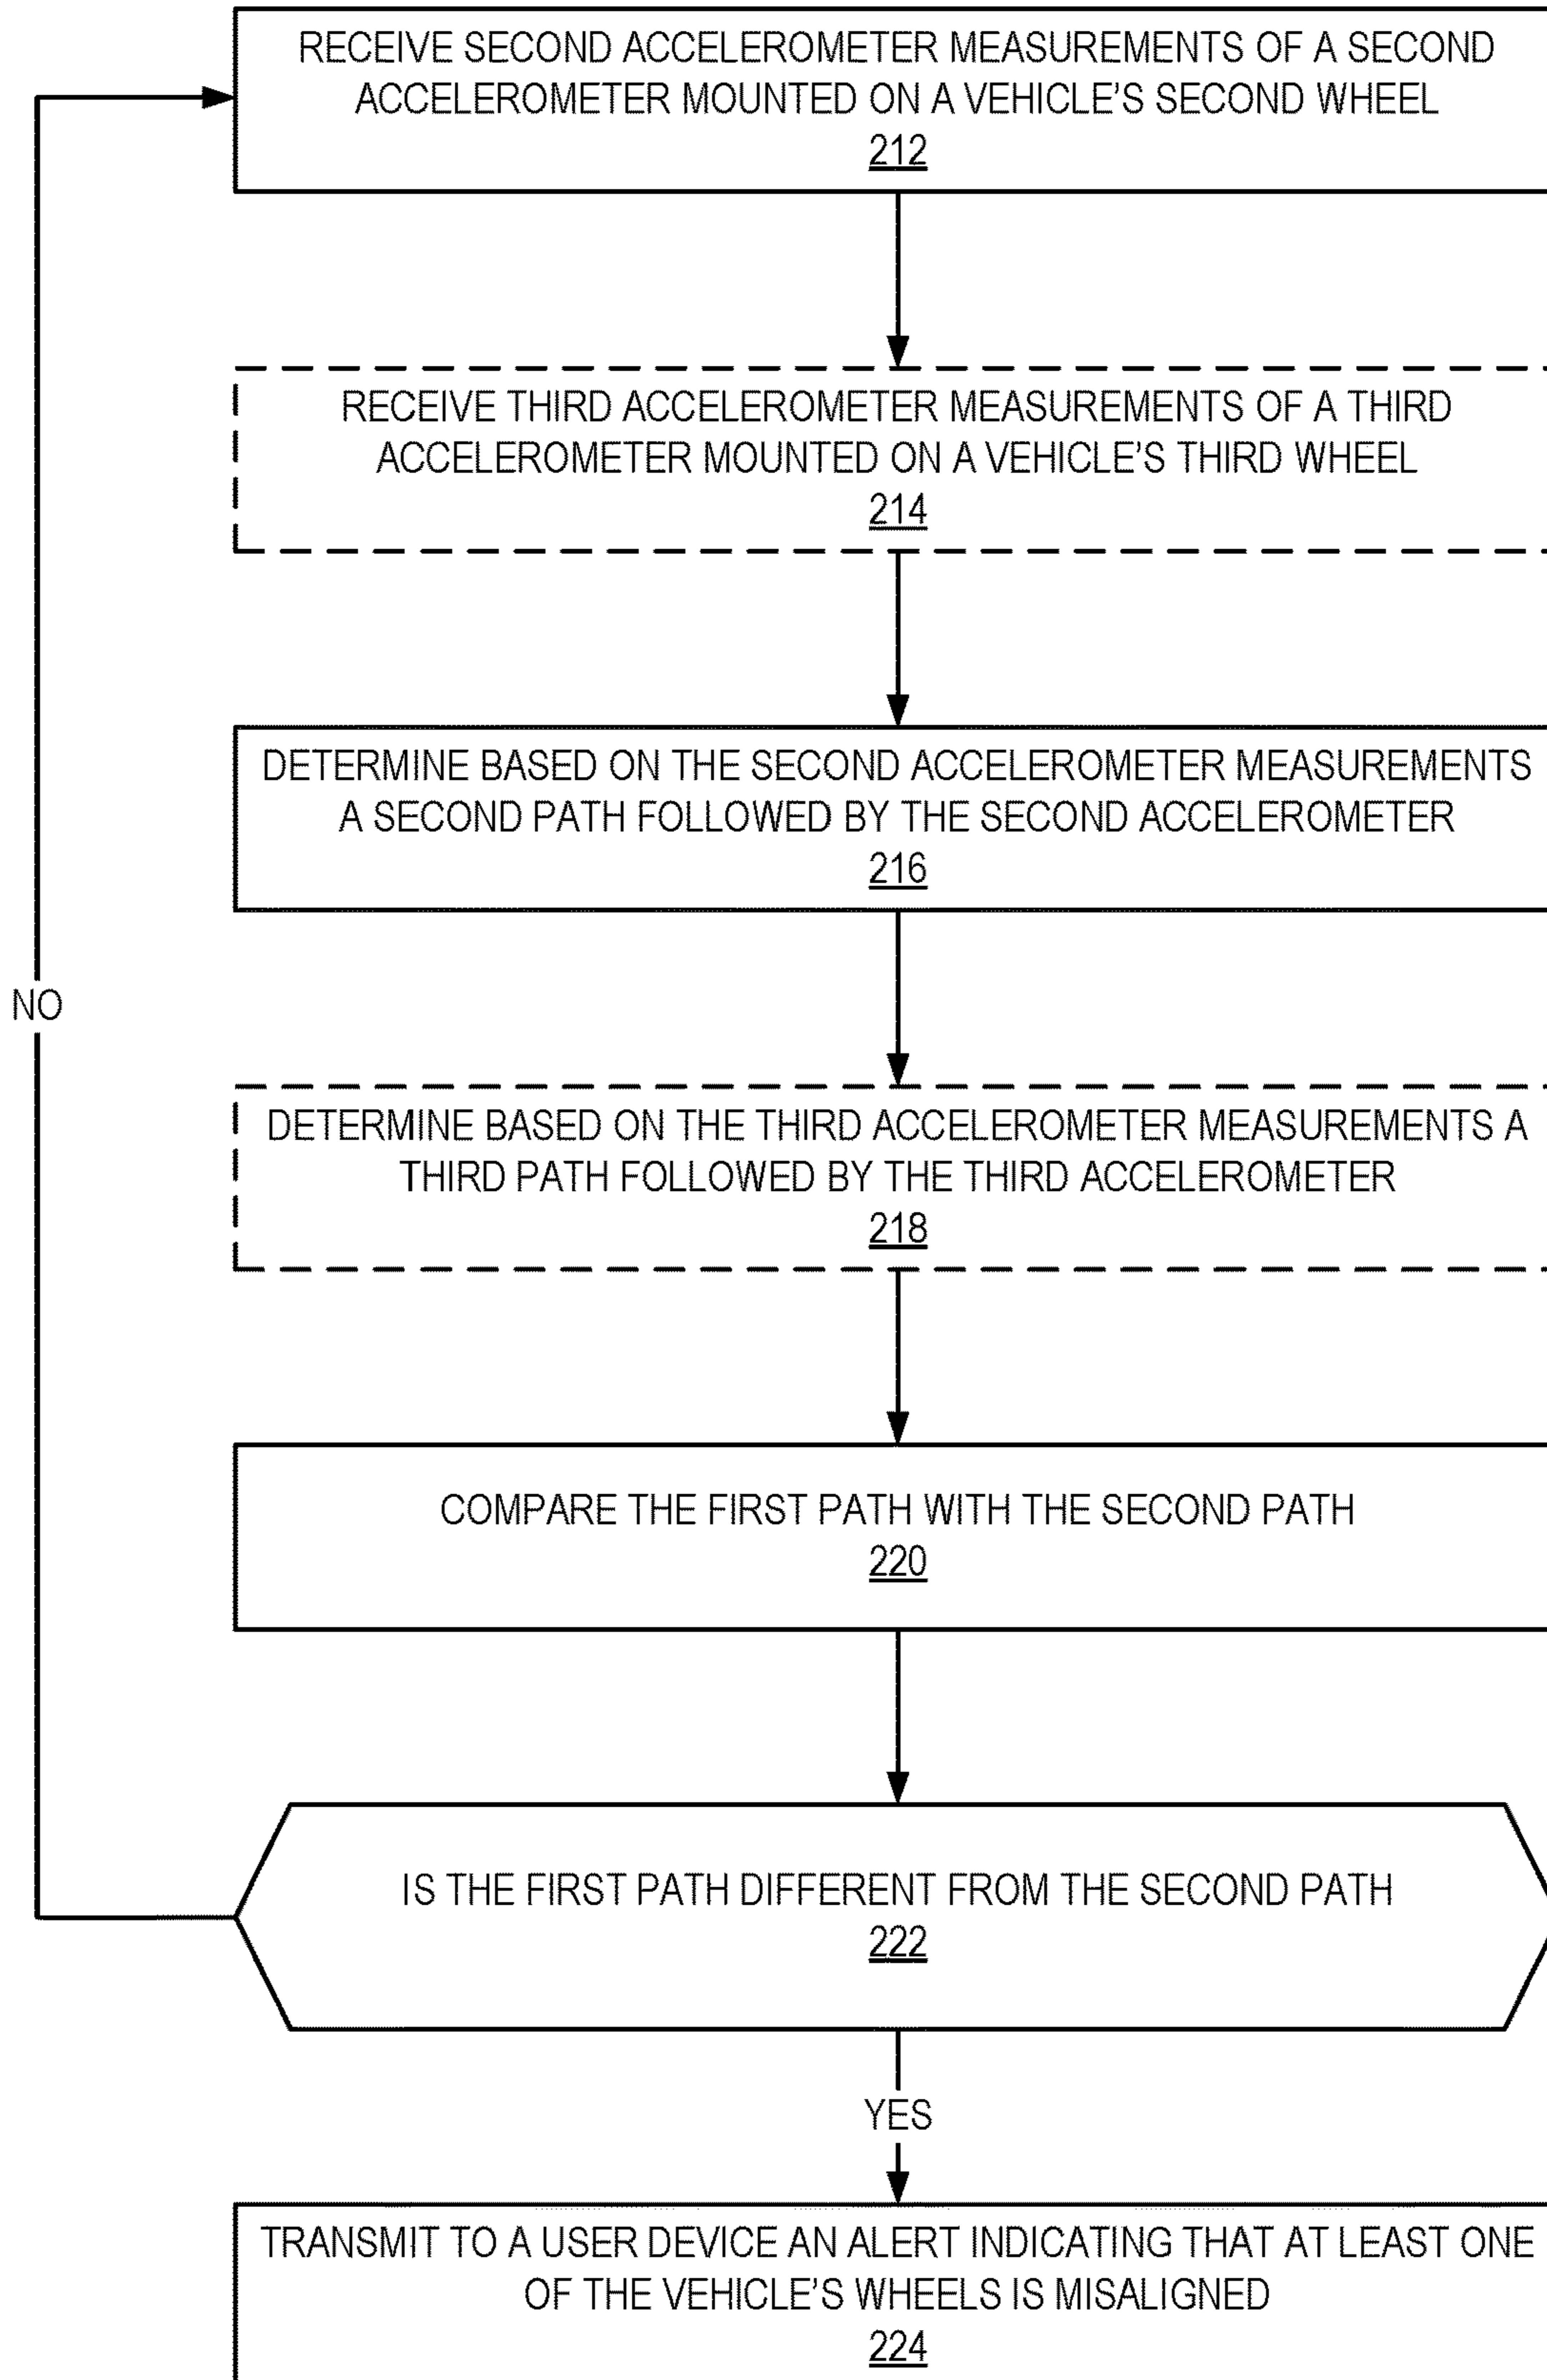 RECEIVE SECOND ACCELEROMETER MEASUREMENTS OF A SECOND
ACCELEROMETER MOUNTED ON A VEHICLE'S SECOND WHEEL
212
RECEIVE THIRD ACCELEROMETER MEASUREMENTS OF A THIRD
ACCELEROMETER MOUNTED ON A VEHICLE'S THIRD WHEEL
214
DETERMINE BASED ON THE SECOND ACCELEROMETER MEASUREMENTS
A SECOND PATH FOLLOWED BY THE SECOND ACCELEROMETER
216
NO
DETERMINE BASED ON THE THIRD ACCELEROMETER MEASUREMENTS A
THIRD PATH FOLLOWED BY THE THIRD ACCELEROMETER
218
COMPARE THE FIRST PATH WITH THE SECOND PATH
220
IS THE FIRST PATH DIFFERENT FROM THE SECOND PATH
222
YES
TRANSMIT TO A USER DEVICE AN ALERT INDICATING THAT AT LEAST ONE
OF THE VEHICLE'S WHEELS IS MISALIGNED
224